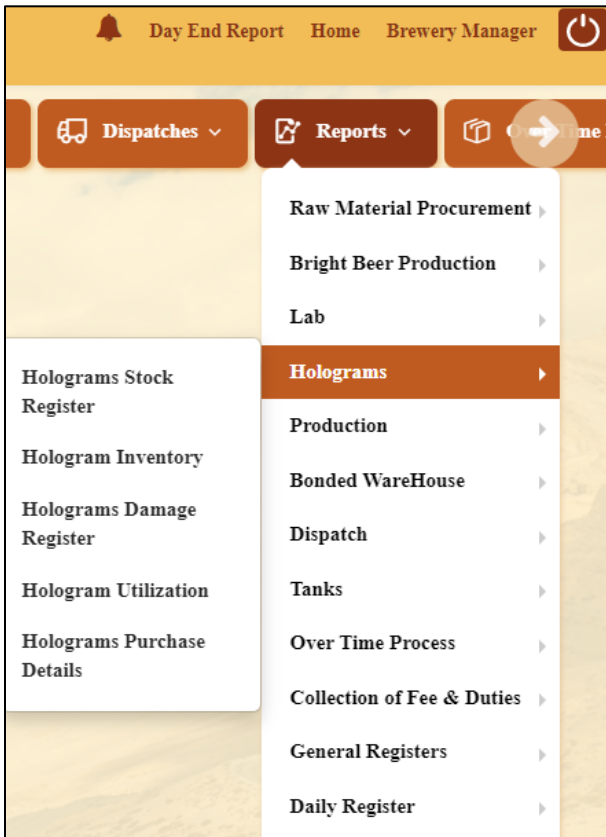 Day End Report Home Brewery Manager
Dispatches Reports me
Raw Material Procurement
Bright Beer Production
Lab
Holograms
Production
Bonded WareHouse
Dispatch
Tanks
Over Time Process
Collection of Fee & Duties
General Registers
Daily Register
Holograms Stock
Register
Hologram Inventory
Holograms Damage
Register
Hologram Utilization
Holograms Purchase
Details